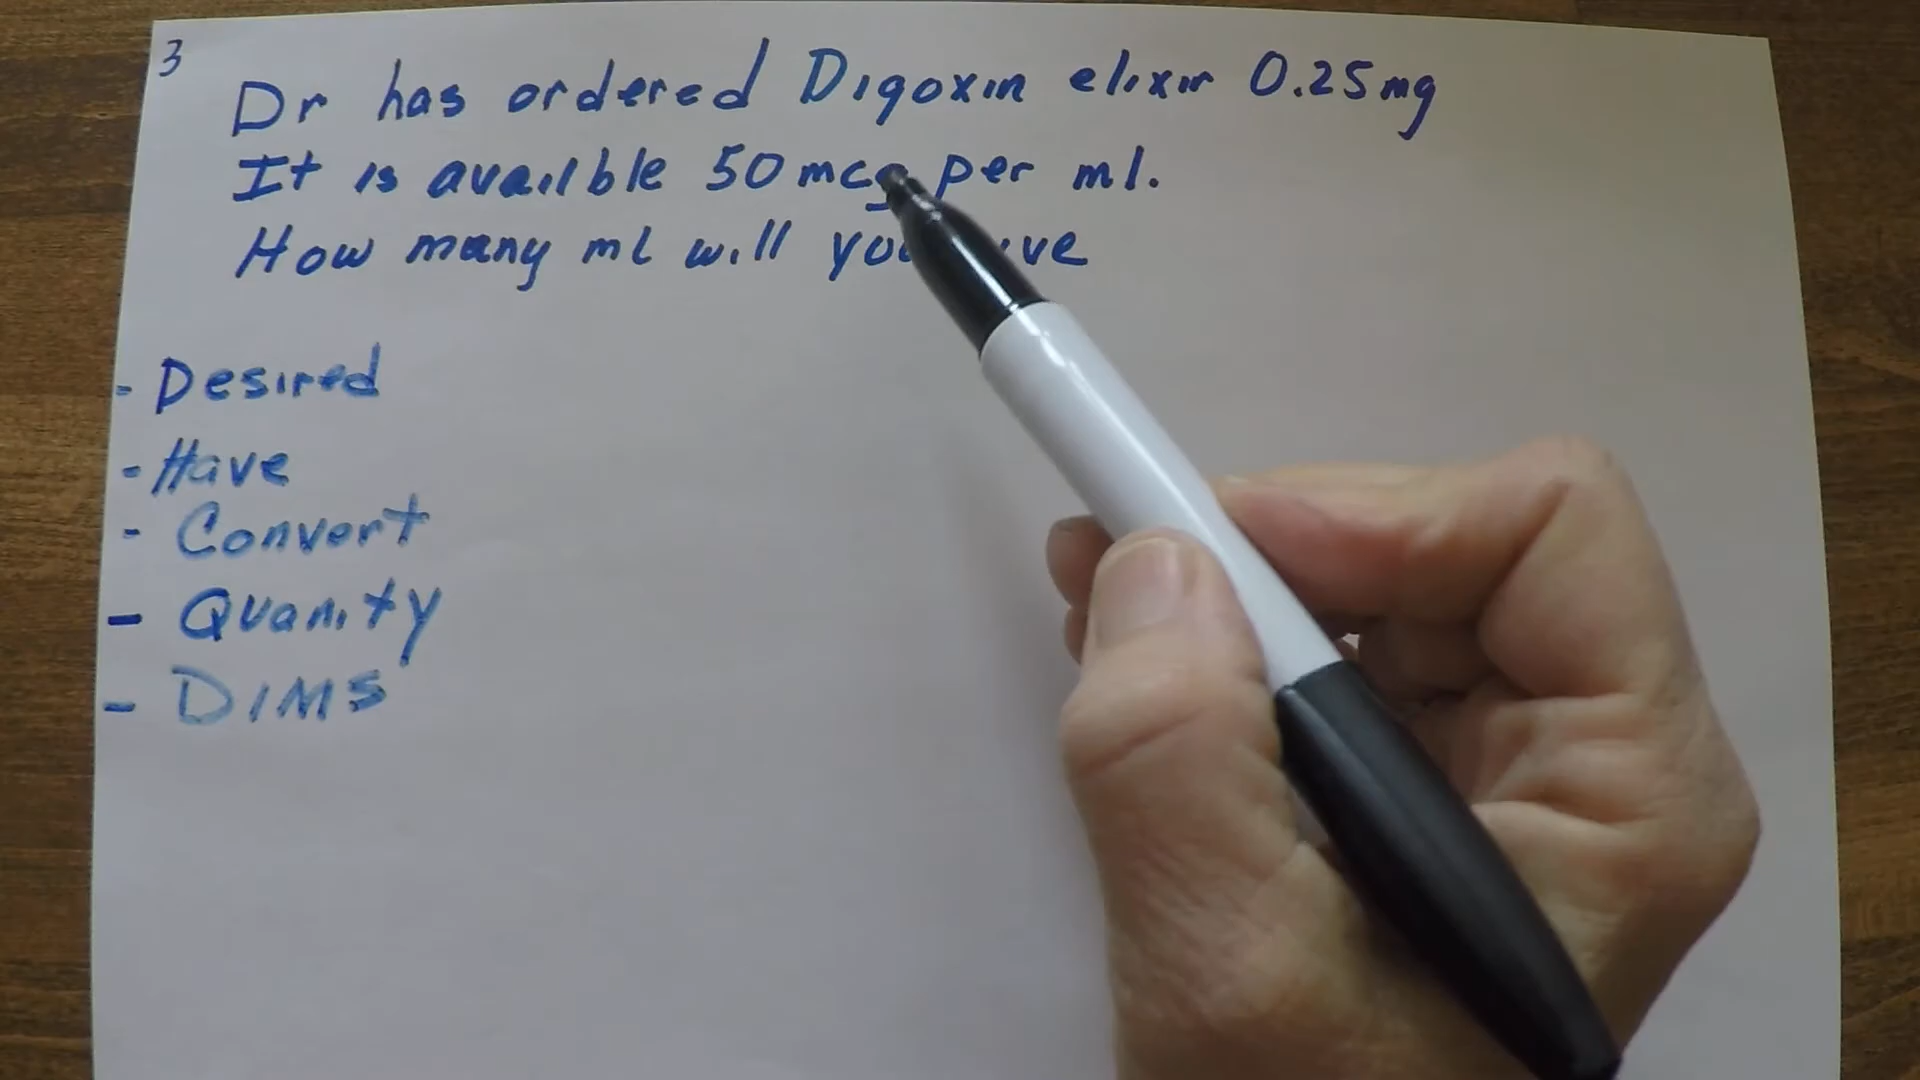 3
Dr has ordered Digoxin elixir 0.25mg
It is availble 50mcg per ml.
How many ml will
- Desired
- Have
- Convert
- Quanity
- DIMS